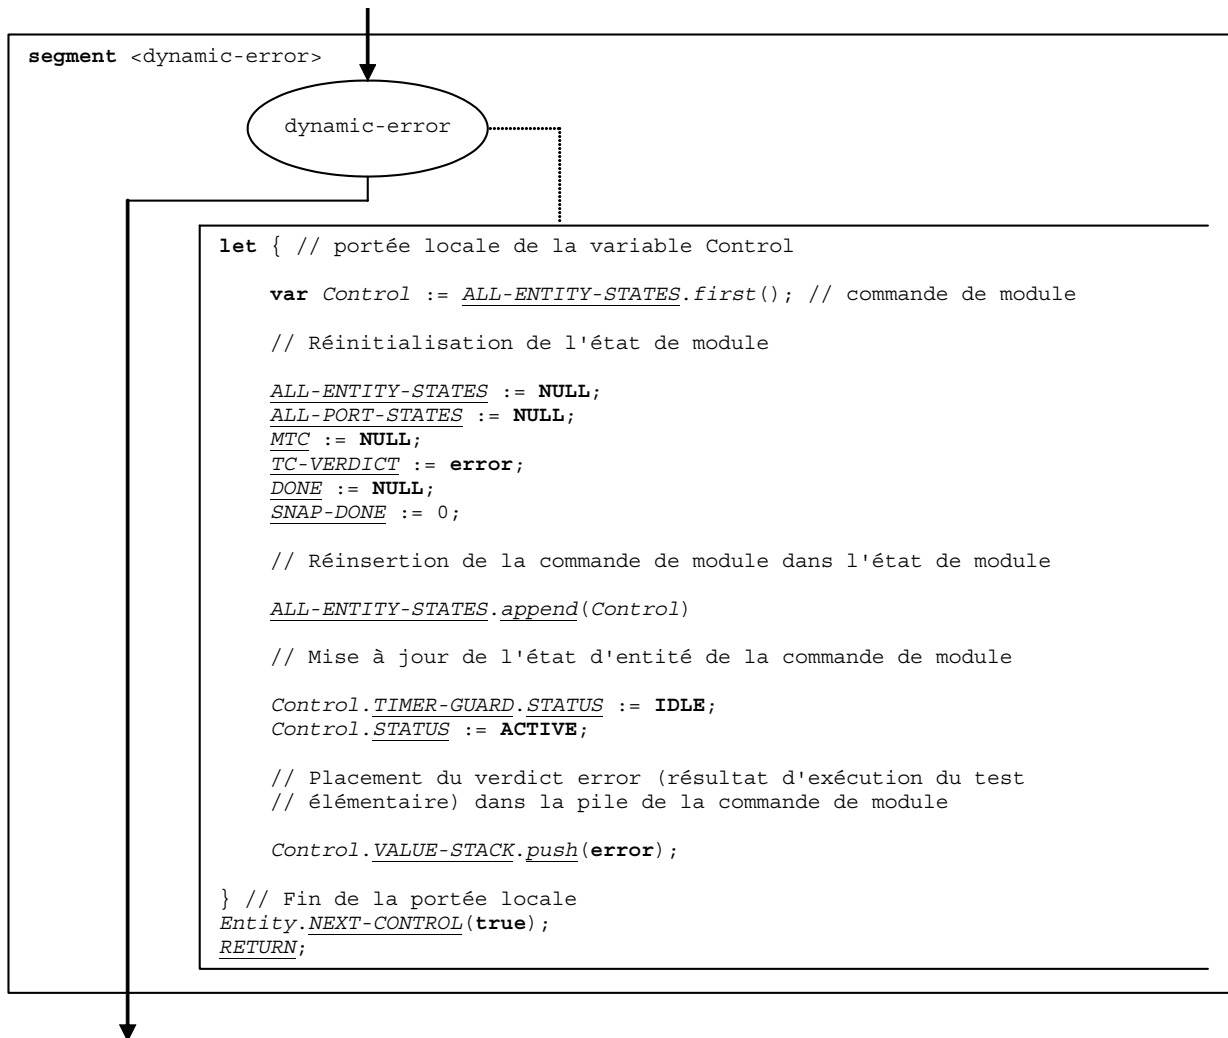 segment <dynamic-error>
dynamic-error
let { // portée locale de la variable Control
var Control := ALL-ENTITY-STATES.first(); // commande de module
// Réinitialisation de l'état de module
ALL-ENTITY-STATES := NULL;
ALL-PORT-STATES := NULL;
MTC := NULL;
TC-VERDICT := error;
DONE := NULL;
SNAP-DONE := 0;
// Réinsertion de la commande de module dans l'état de module
ALL-ENTITY-STATES.append(Control)
// Mise à jour de l'état d'entité de la commande de module
Control.TIMER-GUARD.STATUS := IDLE;
Control.STATUS := ACTIVE;
// Placement du verdict error (résultat d'exécution du test
// élémentaire) dans la pile de la commande de module
Control.VALUE-STACK.push(error);
} // Fin de la portée locale
Entity.NEXT-CONTROL(true);
RETURN;